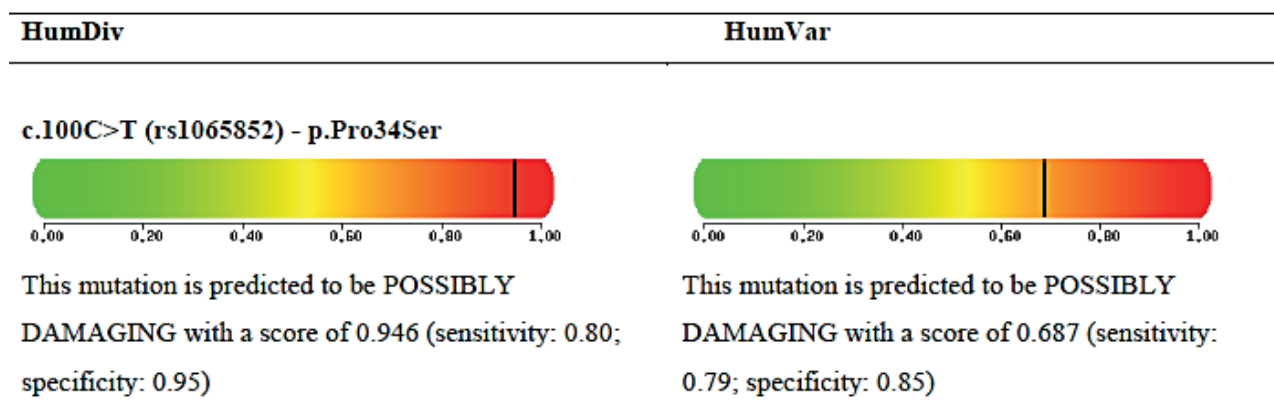 HumDiv HumVar
c.100C>T (rs1065852) - p.Pro34Ser
0.00 0.20 0.40 0.60 0.80 1.00
0.00 0.20 0.40 0.60 0.80 1.00
This mutation is predicted to be POSSIBLY
DAMAGING with a score of 0.946 (sensitivity: 0.80;
specificity: 0.95)
This mutation is predicted to be POSSIBLY
DAMAGING with a score of 0.687 (sensitivity:
0.79; specificity: 0.85)